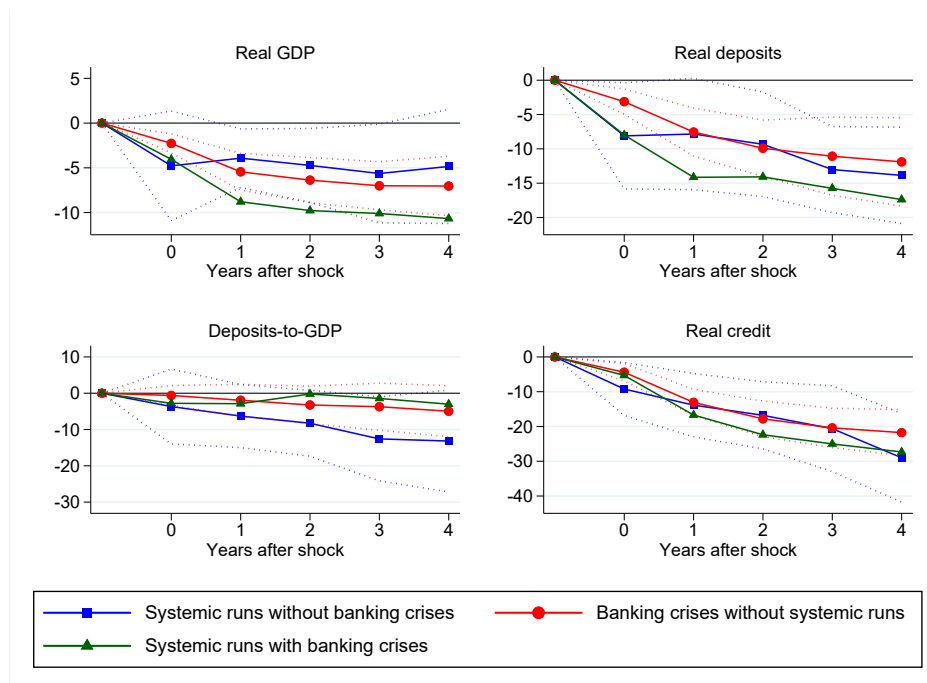 Real GDP
5
0
-5
-10
0 1 2 3 4
Years after shock
Real deposits
0
-5
-10
-15
-20
0 1 2 3 4
Years after shock
Deposits-to-GDP
10
0
-10
-20
-30
0 1 2 3 4
Years after shock
Real credit
0
-10
-20
-30
-40
0 1 2 3 4
Years after shock
Systemic runs without banking crises
Banking crises without systemic runs
Systemic runs with banking crises